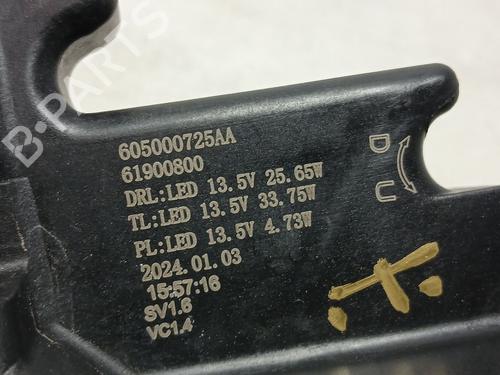 605000725AA
61900800
DRL:LED 13.5V 25.65W
TL:LED 13.5V 33.75W
PL:LED 13.5V 4.73W
2024.01.03
15:57:16
SV1.6
VC1.4
D U
B-PARTS